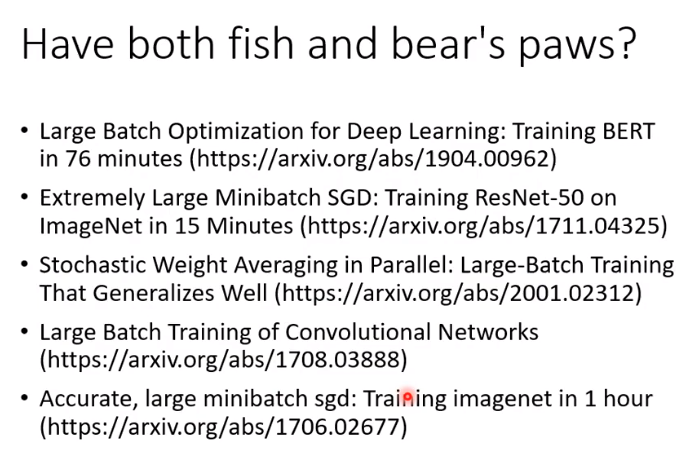 Have both fish and bear's paws?
• Large Batch Optimization for Deep Learning: Training BERT
in 76 minutes (https://arxiv.org/abs/1904.00962)
• Extremely Large Minibatch SGD: Training ResNet-50 on
ImageNet in 15 Minutes (https://arxiv.org/abs/1711.04325)
• Stochastic Weight Averaging in Parallel: Large-Batch Training
That Generalizes Well (https://arxiv.org/abs/2001.02312)
• Large Batch Training of Convolutional Networks
(https://arxiv.org/abs/1708.03888)
• Accurate, large minibatch sgd: Training imagenet in 1 hour
(https://arxiv.org/abs/1706.02677)